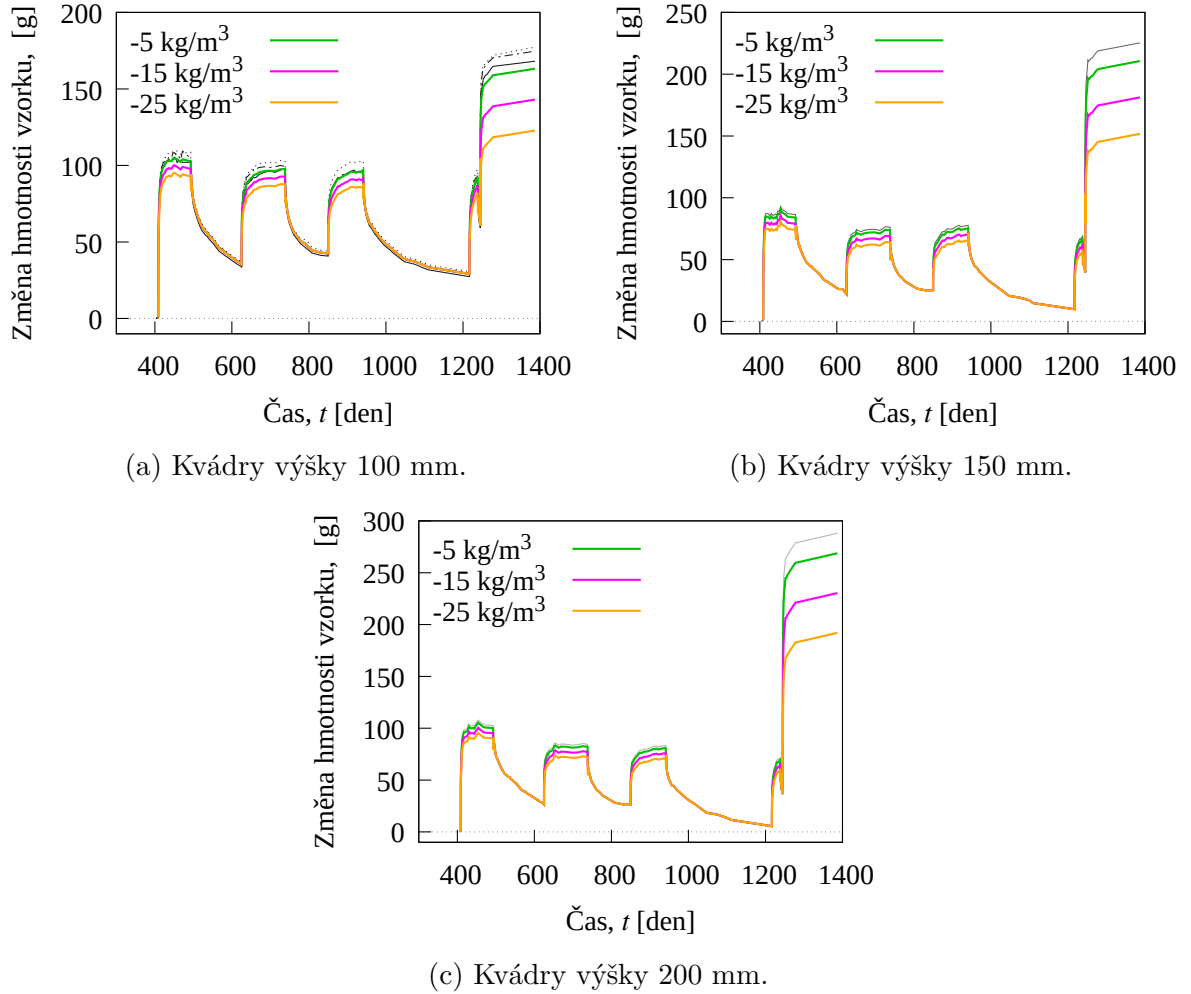 Změna hmotnosti vzorku, [g]
200
150
100
50
0
-5 kg/m³
-15 kg/m³
-25 kg/m³
400 600 800 1000 1200 1400
Čas, t [den]
(a) Kvádry výšky 100 mm.
Změna hmotnosti vzorku, [g]
250
200
150
100
50
0
-5 kg/m³
-15 kg/m³
-25 kg/m³
400 600 800 1000 1200 1400
Čas, t [den]
(b) Kvádry výšky 150 mm.
Změna hmotnosti vzorku, [g]
300
250
200
150
100
50
0
-5 kg/m³
-15 kg/m³
-25 kg/m³
400 600 800 1000 1200 1400
Čas, t [den]
(c) Kvádry výšky 200 mm.